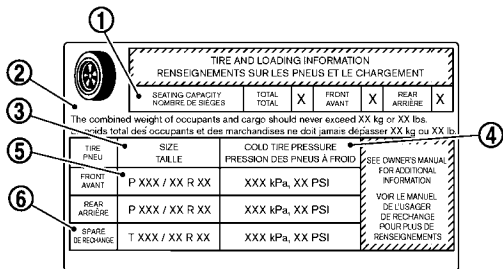 ①
TIRE AND LOADING INFORMATION
RENSEIGNEMENTS SUR LES PNEUS ET LE CHARGEMENT
SEATING CAPACITY
NOMBRE DE SIÈGES
TOTAL
TOTAL
X
FRONT
AVANT
X
REAR
ARRIÈRE
X
②
The combined weight of occupants and cargo should never exceed XX kg or XX lbs.
poids total des occupants et des marchandises ne doit jamais dépasser XX kg ou XX lb.
③
④
TIRE
PNEU
SIZE
TAILLE
COLD TIRE PRESSURE
PRESSION DES PNEUS À FROID
⑤
FRONT
AVANT
P XXX / XX R XX
XXX kPa, XX PSI
REAR
ARRIÈRE
P XXX / XX R XX
XXX kPa, XX PSI
⑥
SPARE
DE RECHANGE
T XXX / XX R XX
XXX kPa, XX PSI
SEE OWNER'S MANUAL
FOR ADDITIONAL
INFORMATION
VOIR LE MANUEL
DE L'USAGER
DE RECHANGE
POUR PLUS DE
RENSEIGNEMENTS